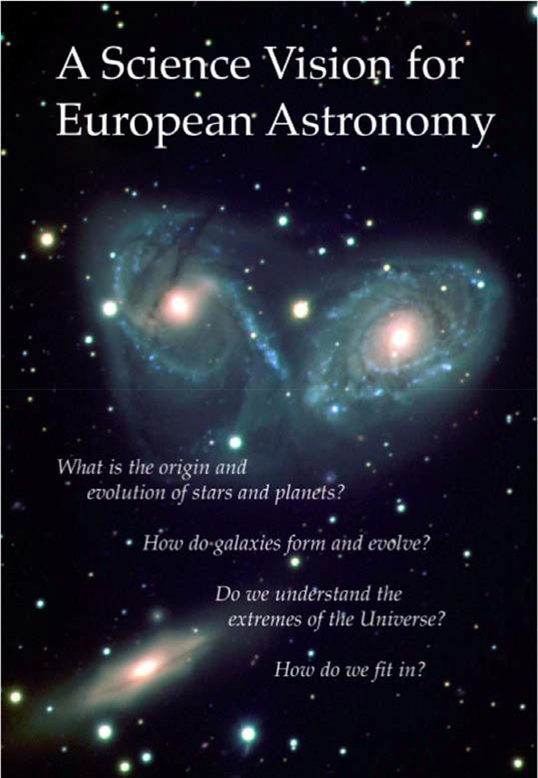 A Science Vision for
European Astronomy
What is the origin and
evolution of stars and planets?
How do galaxies form and evolve?
Do we understand the
extremes of the Universe?
How do we fit in?